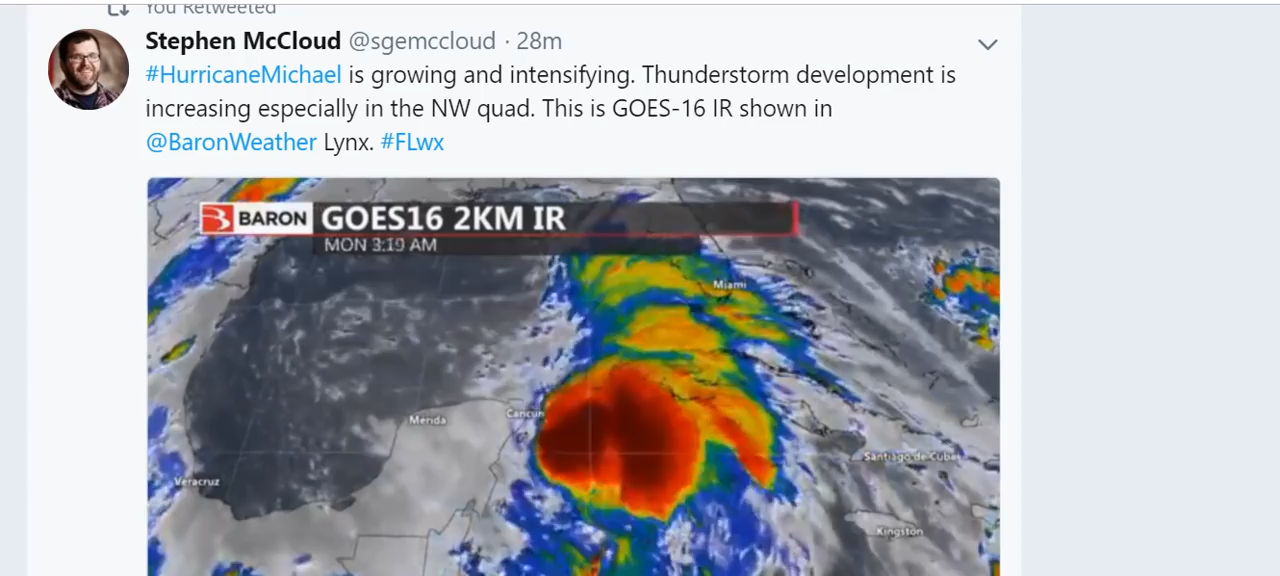 You Retweeted
Stephen McCloud @sgemccloud · 28m
#HurricaneMichael is growing and intensifying. Thunderstorm development is
increasing especially in the NW quad. This is GOES-16 IR shown in
@BaronWeather Lynx. #FLwx
BARON GOES16 2KM IR
MON 3:19 AM
Miami
Cancun
Merida
Santiago de Cuba
Veracruz
Kingston